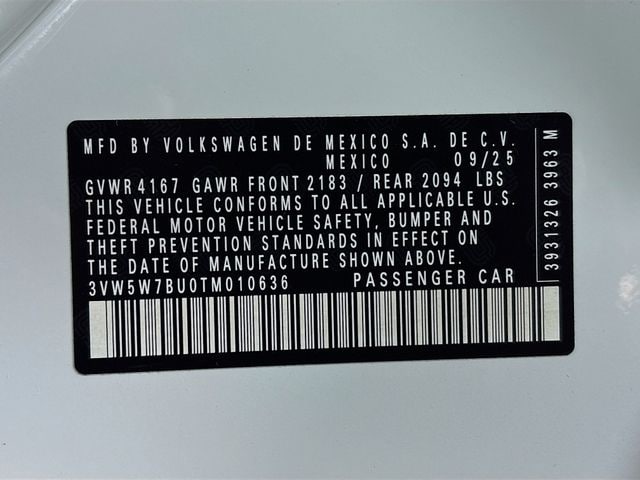 MFD BY VOLKSWAGEN DE MEXICO S.A. DE C.V.
MEXICO 09/25
GVWR 4167 GAWR FRONT 2183 / REAR 2094 LBS
THIS VEHICLE CONFORMS TO ALL APPLICABLE U.S.
FEDERAL MOTOR VEHICLE SAFETY, BUMPER AND
THEFT PREVENTION STANDARDS IN EFFECT ON
THE DATE OF MANUFACTURE SHOWN ABOVE.
3VW5W7BU0TM010636 PASSENGER CAR
3931326 3963 M